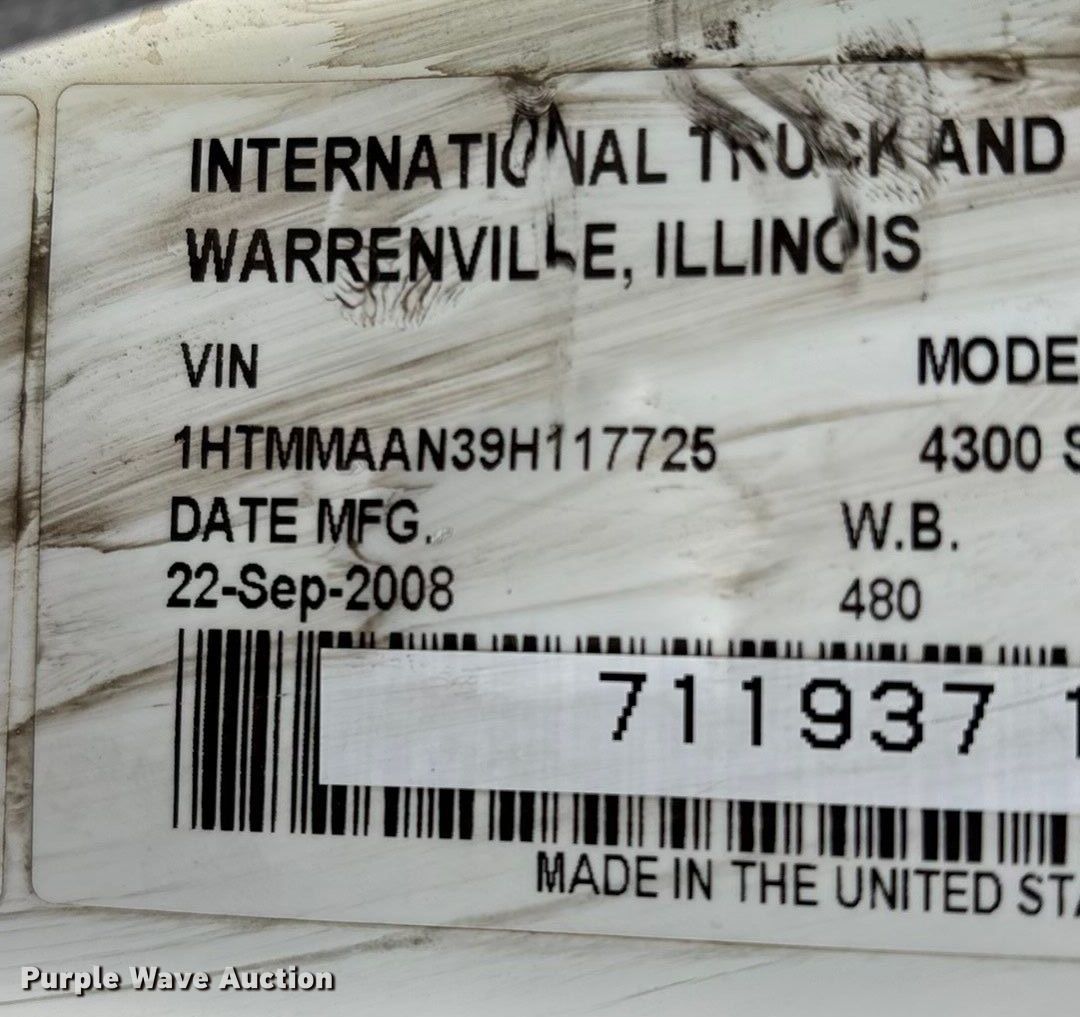 INTERNATIONAL TRUCK AND
WARRENVILLE, ILLINOIS
VIN
MODE
1HTMMAAN39H117725
4300 S
DATE MFG.
W.B.
22-Sep-2008
480
711937 1
MADE IN THE UNITED STA
Purple Wave Auction